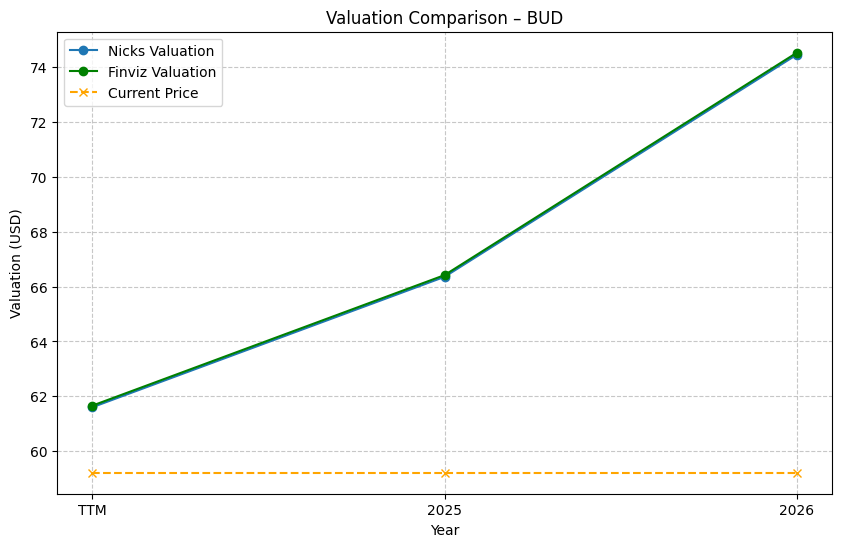 Valuation Comparison – BUD
Nicks Valuation
Finviz Valuation
Current Price
Valuation (USD)
74
72
70
68
66
64
62
60
TTM
2025
2026
Year